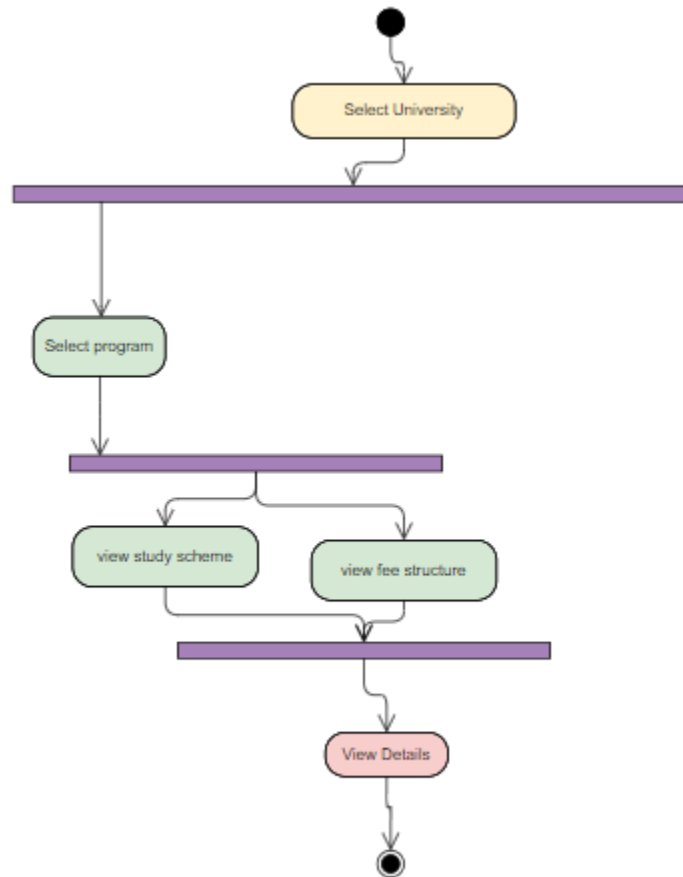 Select University
Select program
view study scheme
view fee structure
View Details